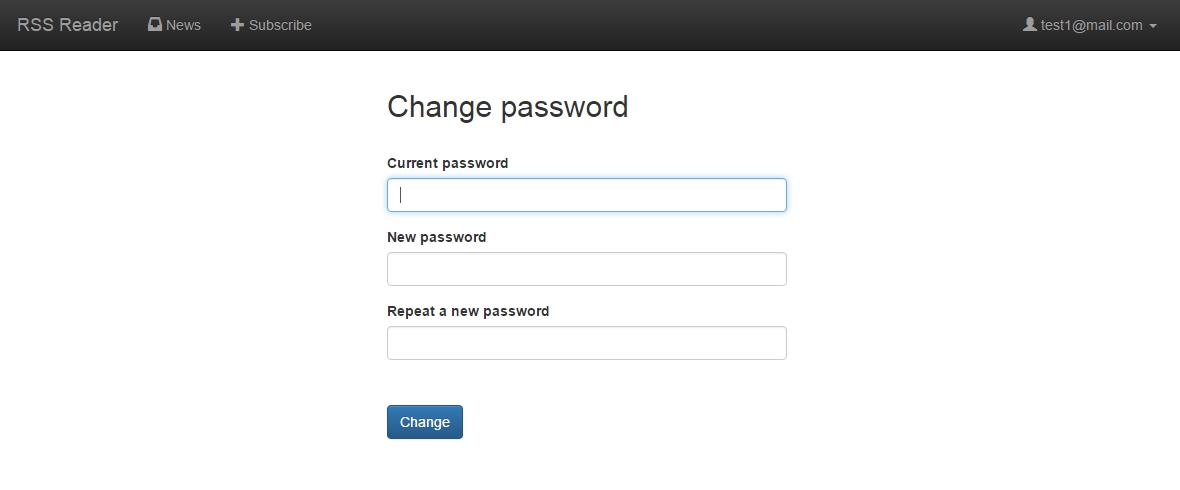 RSS Reader News Subscribe test1@mail.com
Change password
Current password
New password
Repeat a new password
Change